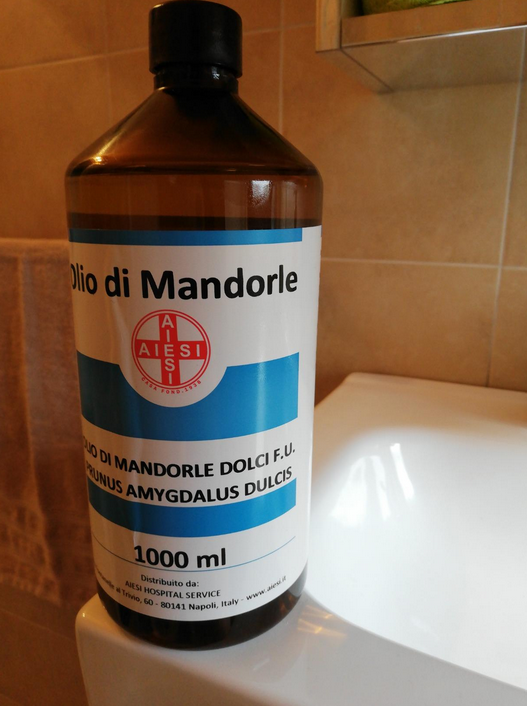 Olio di Mandorle
AIESI
AIESI
OLIO DI MANDORLE DOLCI F.U.
PRUNUS AMYGDALUS DULCIS
1000 ml
Distribuito da:
AIESI HOSPITAL SERVICE
al Trivio, 60 - 80141 Napoli, Italy - www.aiesi.it